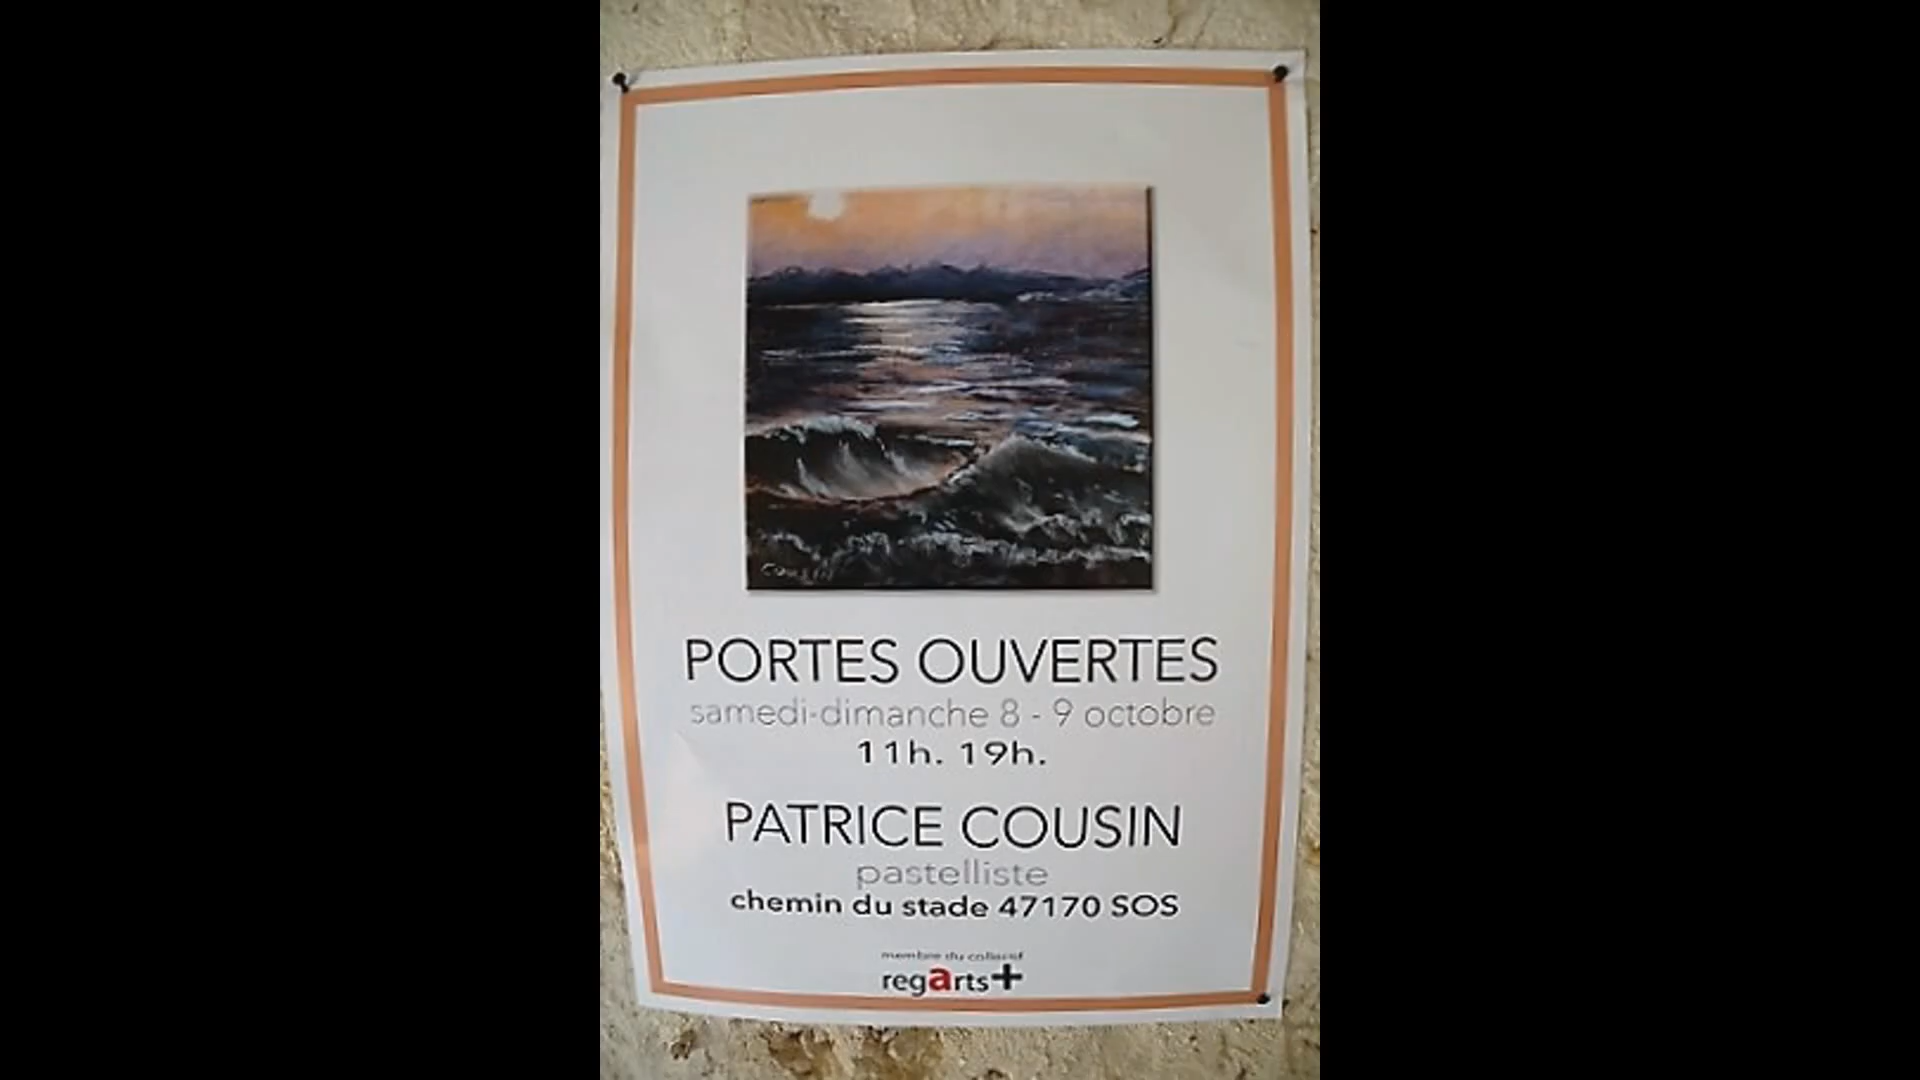 Cousin
PORTES OUVERTES
samedi-dimanche 8 - 9 octobre
11h. 19h.
PATRICE COUSIN
pastelliste
chemin du stade 47170 SOS
membre du collectif
regarts+